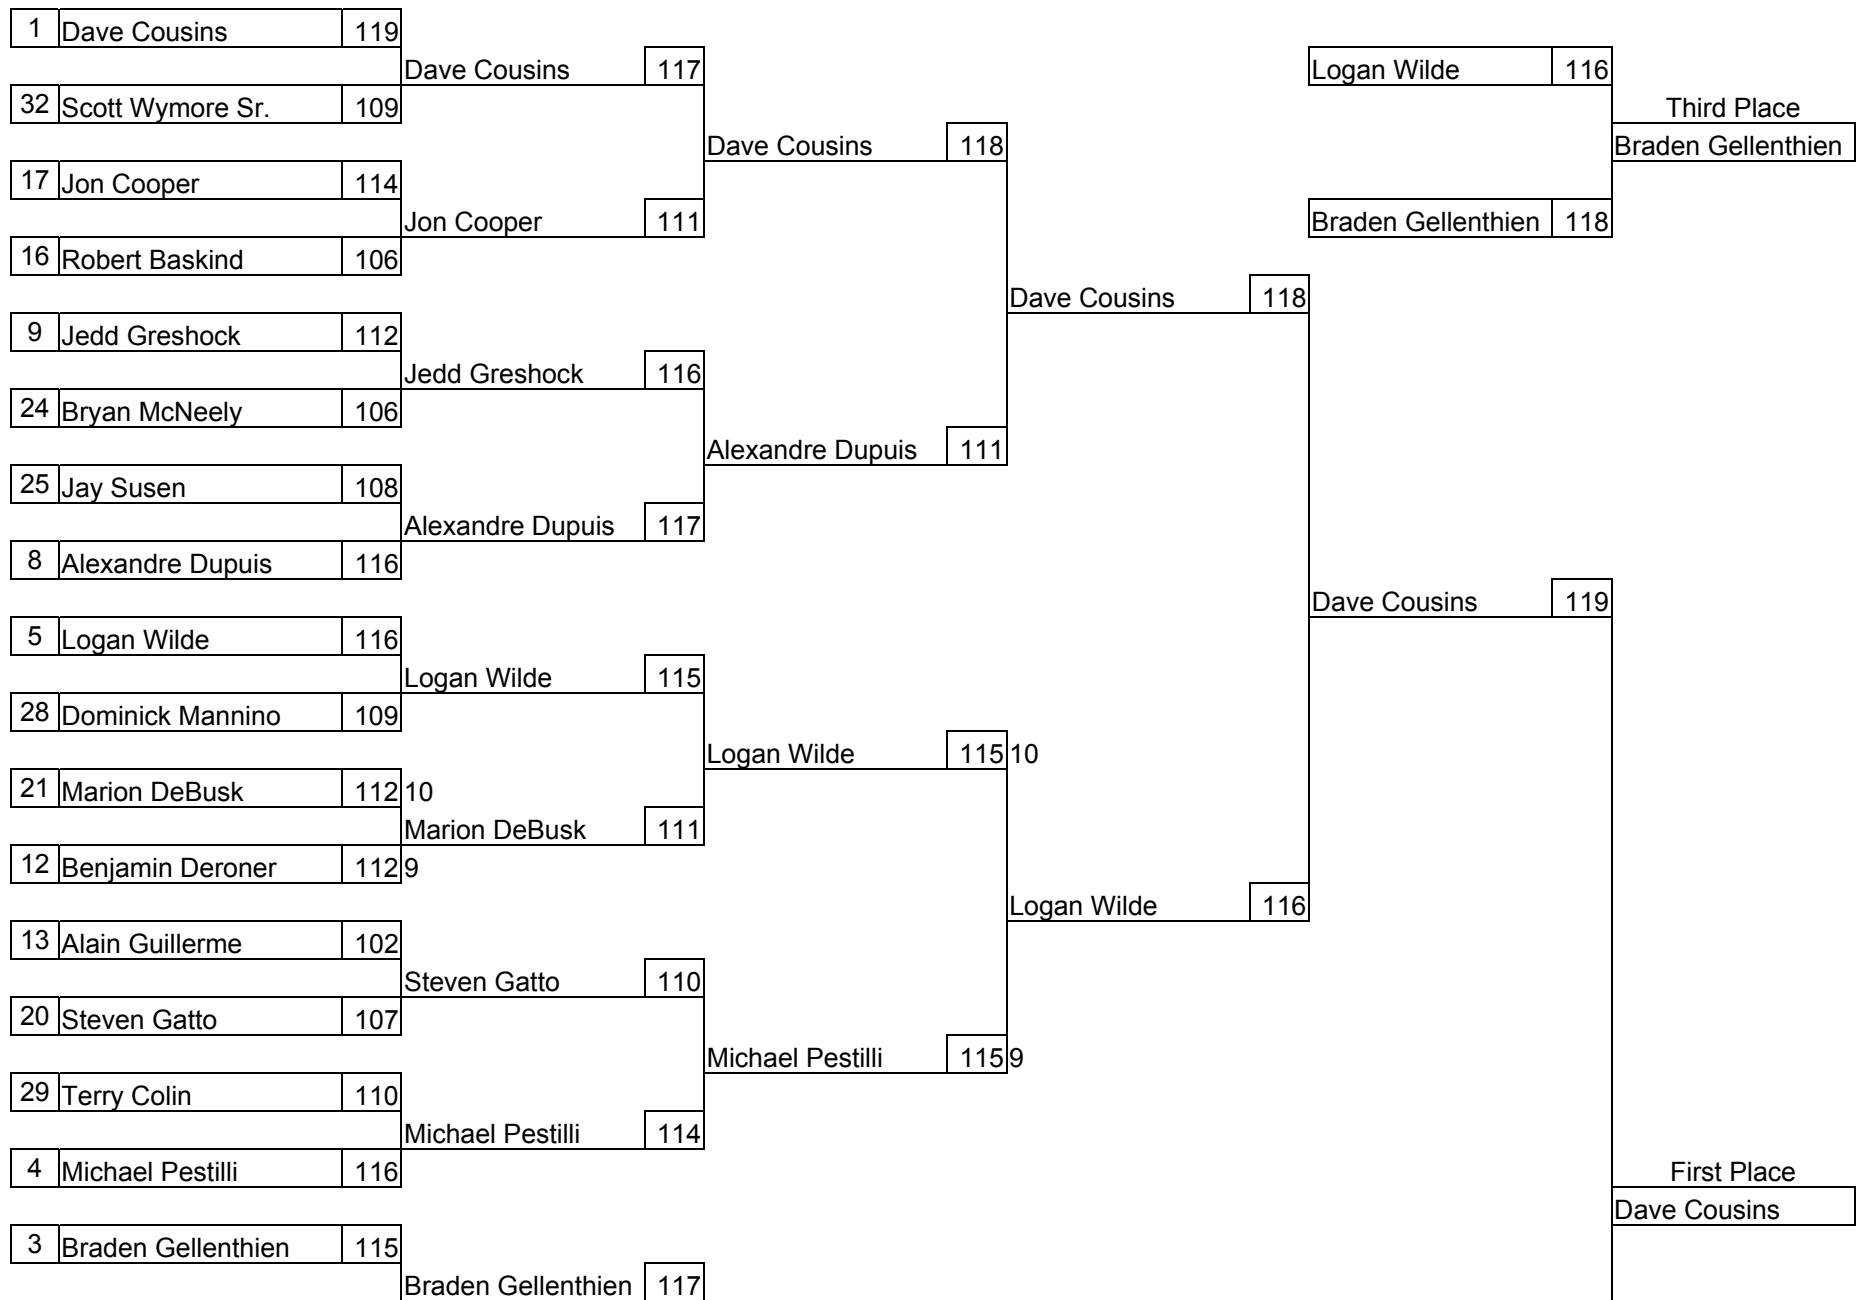 1 Dave Cousins 119
Dave Cousins 117
Logan Wilde 116
32 Scott Wymore Sr. 109
Third Place
Dave Cousins 118
Braden Gellenthien
17 Jon Cooper 114
Jon Cooper 111
Braden Gellenthien 118
16 Robert Baskind 106
Dave Cousins 118
9 Jedd Greshock 112
Jedd Greshock 116
24 Bryan McNeely 106
Alexandre Dupuis 111
25 Jay Susen 108
Alexandre Dupuis 117
8 Alexandre Dupuis 116
Dave Cousins 119
5 Logan Wilde 116
Logan Wilde 115
28 Dominick Mannino 109
Logan Wilde 115 10
21 Marion DeBusk 112 10
Marion DeBusk 111
12 Benjamin Deroner 112 9
Logan Wilde 116
13 Alain Guillerme 102
Steven Gatto 110
20 Steven Gatto 107
Michael Pestilli 115 9
29 Terry Colin 110
Michael Pestilli 114
4 Michael Pestilli 116
First Place
Dave Cousins
3 Braden Gellenthien 115
Braden Gellenthien 117